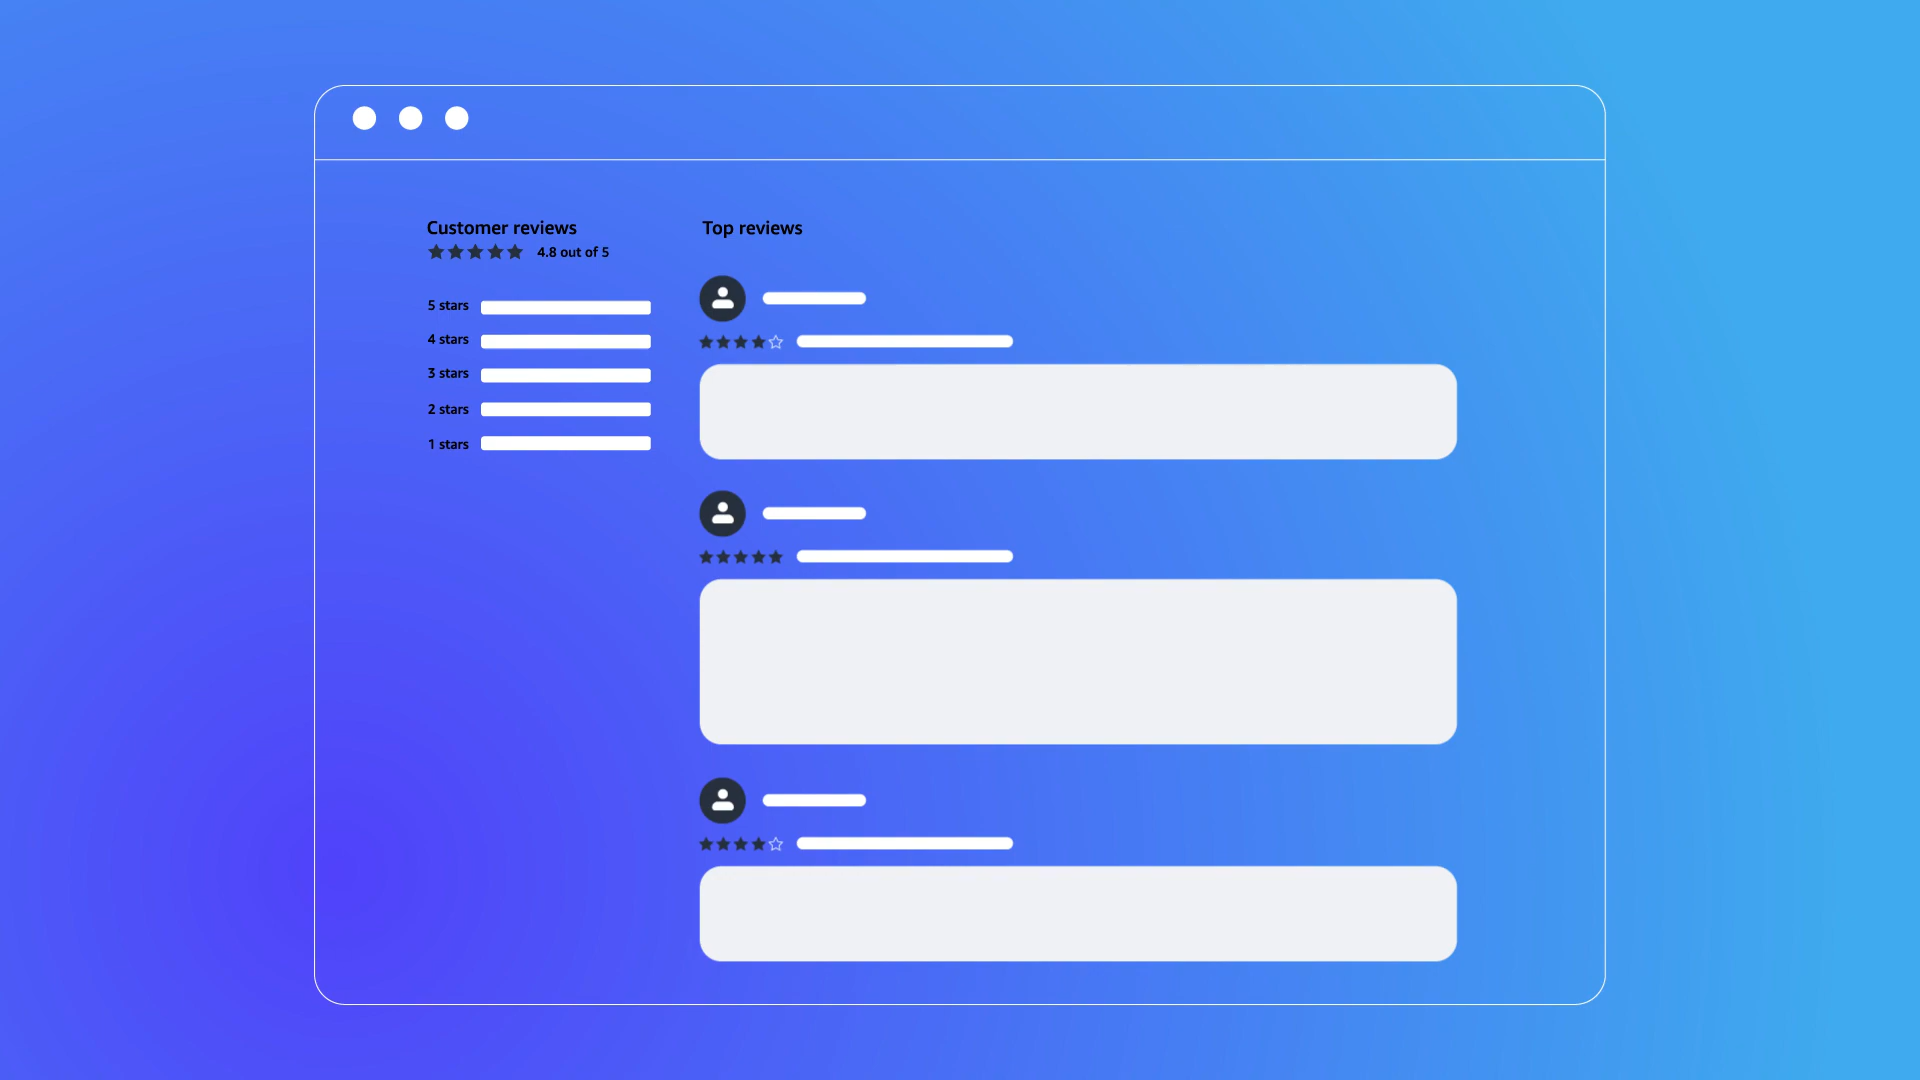 Customer reviews
4.8 out of 5
5 stars
4 stars
3 stars
2 stars
1 stars
Top reviews